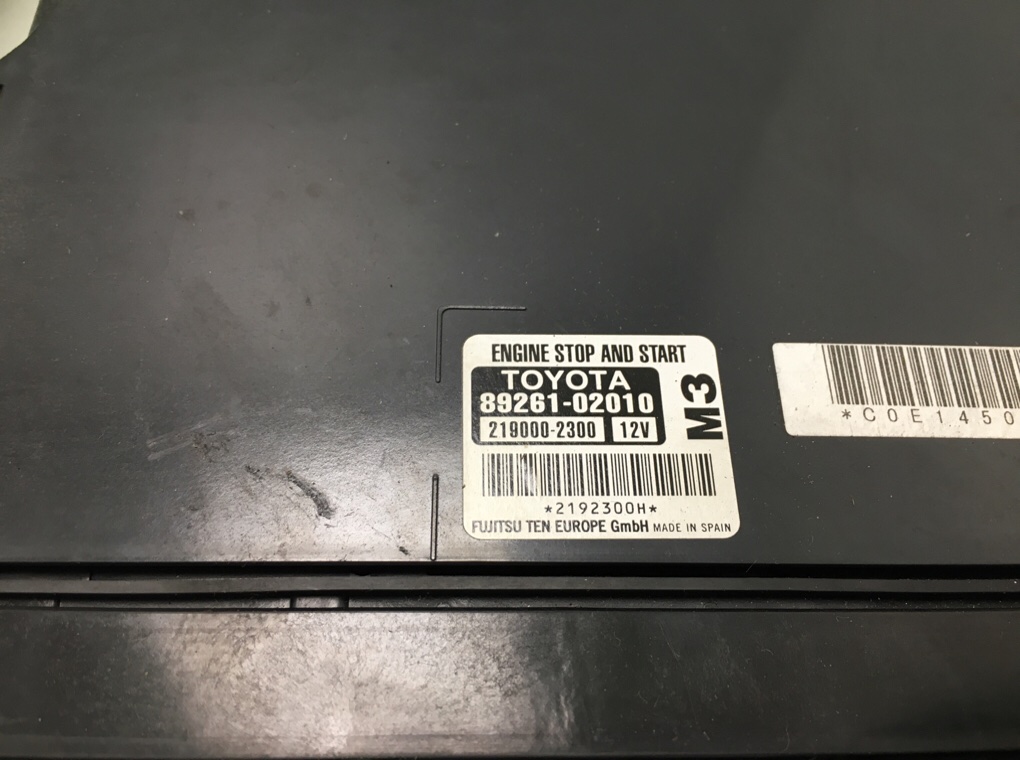 ENGINE STOP AND START
TOYOTA
89261-02010
219000-2300 12V
M3
*2192300H*
FUJITSU TEN EUROPE GmbH MADE IN SPAIN
*C0E1450